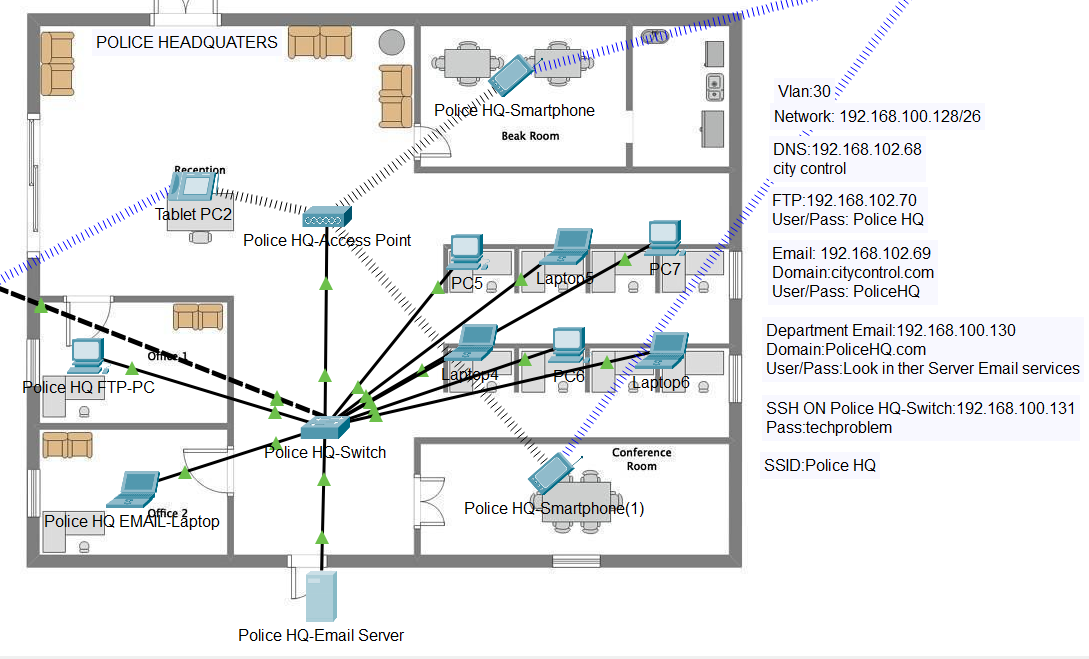 POLICE HEADQUATERS
Police HQ-Smartphone
Beak Room
Reception
Tablet PC2
Police HQ-Access Point
PC5
Laptop5
PC7
Office 1
Police HQ FTP-PC
Laptop4
PC6
Laptop6
Police HQ-Switch
Conference
Room
Police HQ-Smartphone(1)
Office 2
Police HQ EMAIL-Laptop
Police HQ-Email Server
Vlan:30
Network: 192.168.100.128/26
DNS:192.168.102.68
city control
FTP:192.168.102.70
User/Pass: Police HQ
Email: 192.168.102.69
Domain:citycontrol.com
User/Pass: PoliceHQ
Department Email:192.168.100.130
Domain:PoliceHQ.com
User/Pass:Look in ther Server Email services
SSH ON Police HQ-Switch:192.168.100.131
Pass:techproblem
SSID:Police HQ